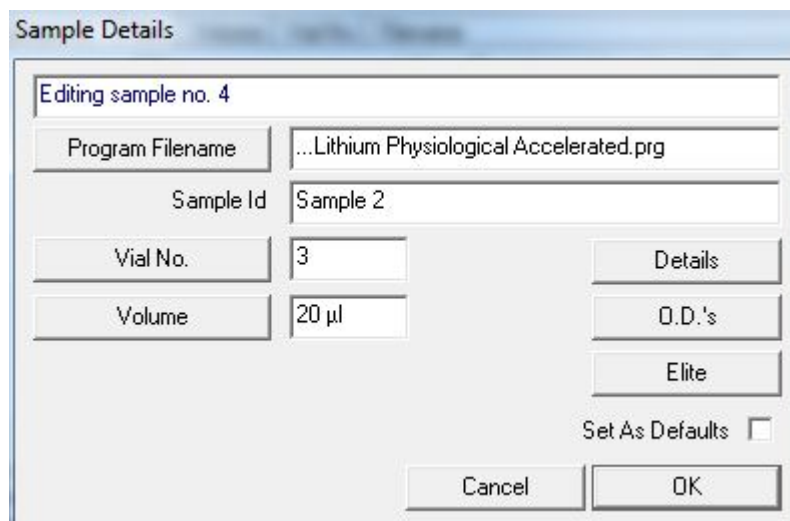 Sample Details
Editing sample no. 4
Program Filename ...Lithium Physiological Accelerated.prg
Sample Id Sample 2
Vial No. 3 Details
Volume 20 µl O.D.'s
Elite
Set As Defaults
Cancel OK